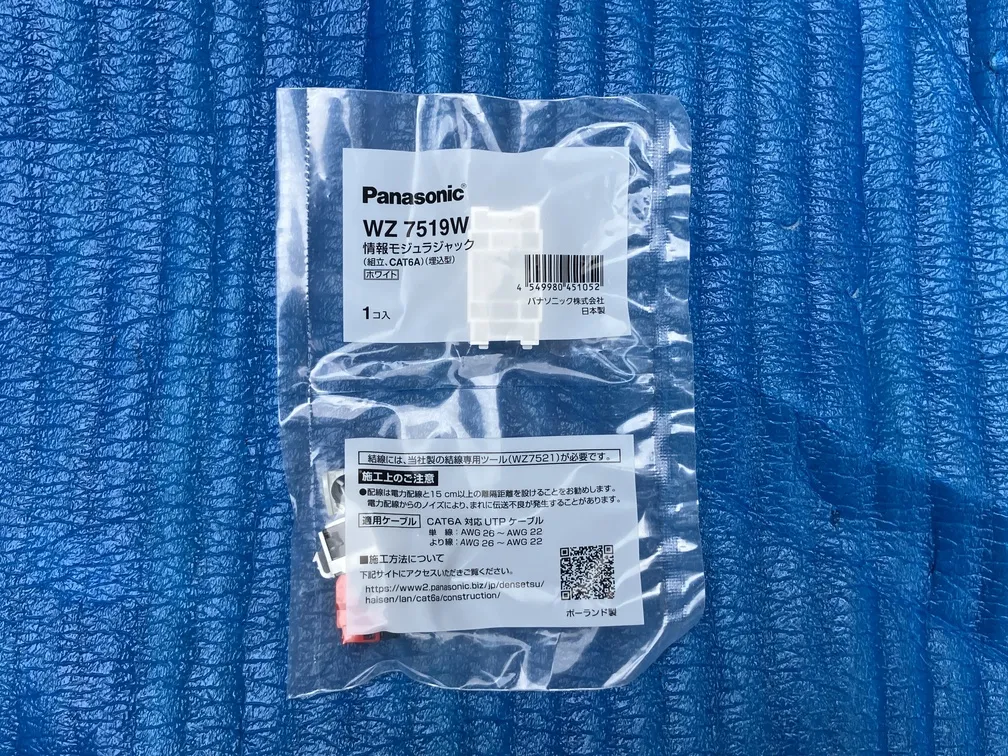 Panasonic®
WZ 7519W
情報モジュラジャック
(組立、CAT6A)(埋込型)
ホワイト
1コ入
4 549980 451052
パナソニック株式会社
日本製
結線には、当社製の結線専用ツール(WZ7521)が必要です。
施工上のご注意
●配線は電力配線と15 cm以上の離隔距離を設けることをお勧めします。
電力配線からのノイズにより、まれに伝送不良が発生することがあります。
適用ケーブル CAT6A 対応 UTP ケーブル
単 線:AWG 26 ~ AWG 22
より線:AWG 26 ~ AWG 22
■施工方法について
下記サイトにアクセスいただきご覧ください。
https://www2.panasonic.biz/jp/densetsu/
haisen/lan/cat6a/construction/
ポーランド製